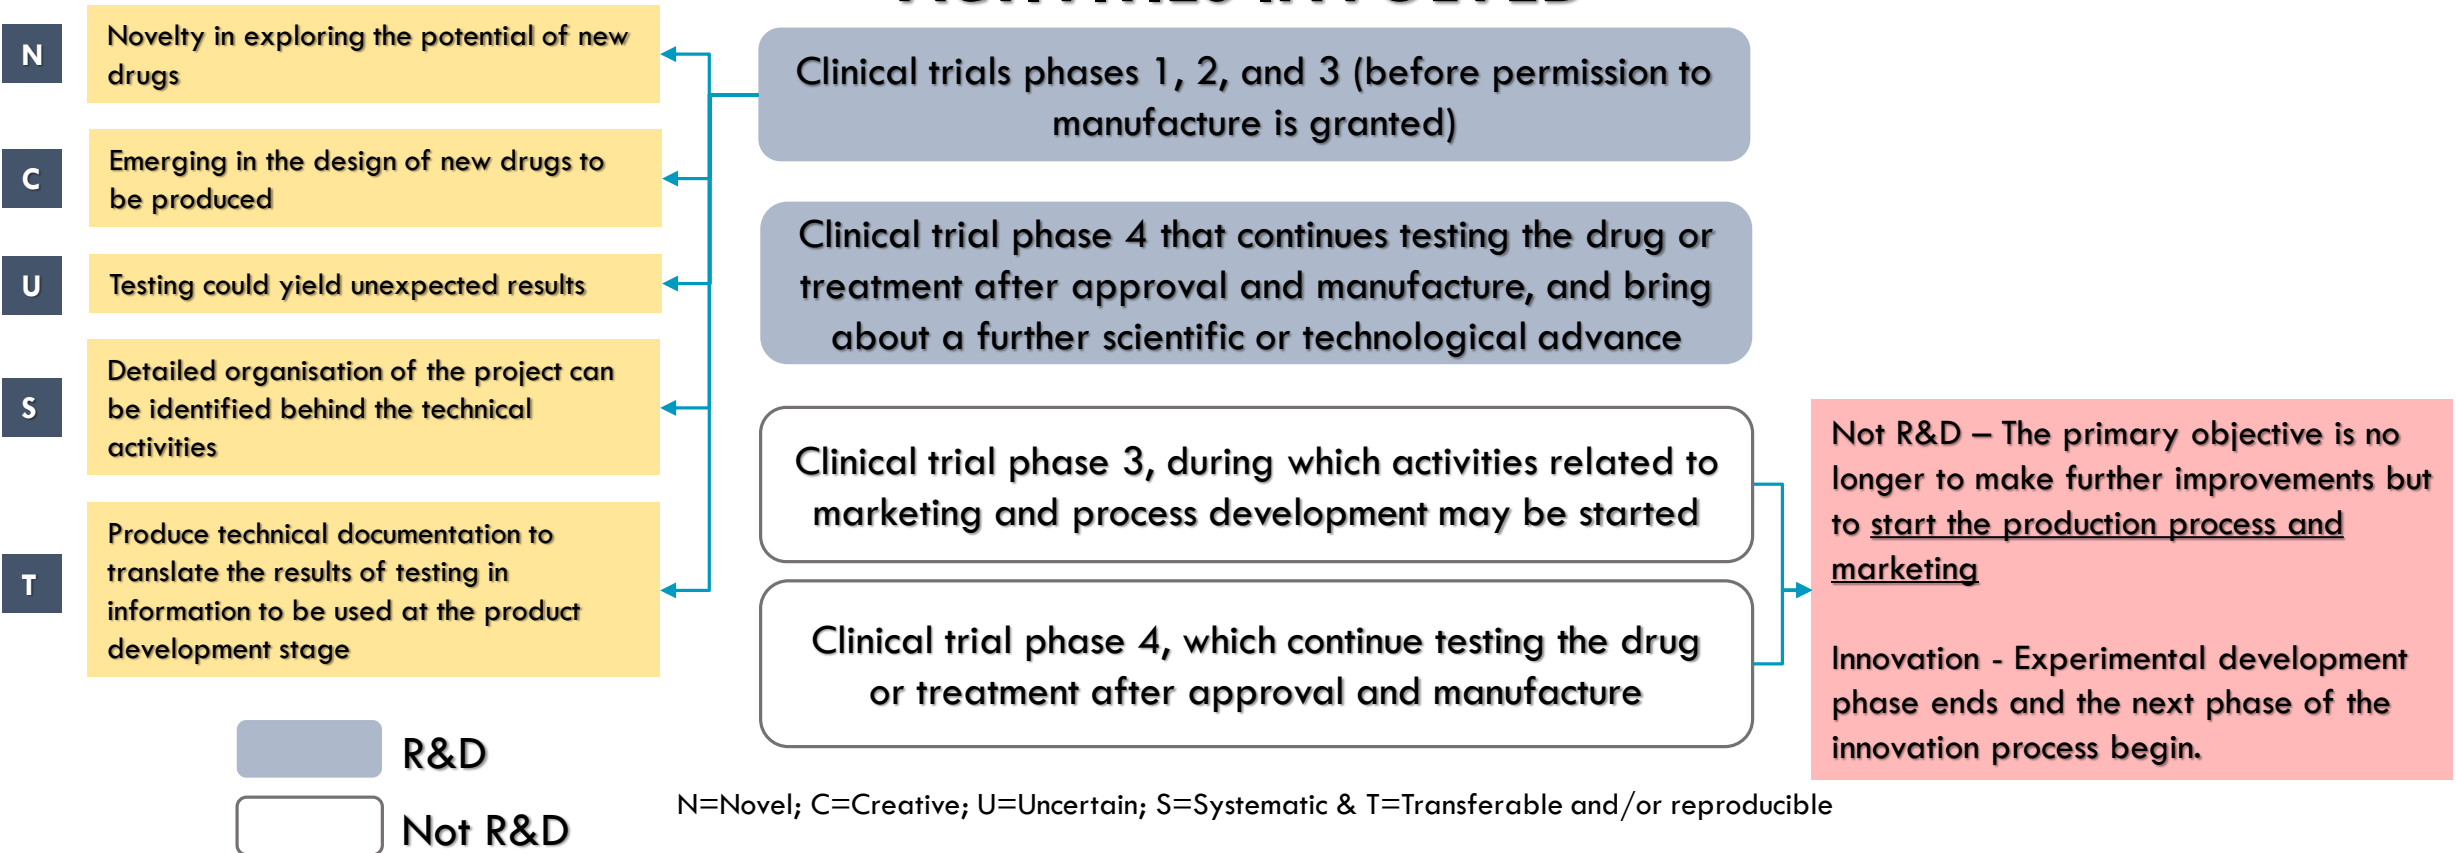 N
Novelty in exploring the potential of new
drugs
C
Emerging in the design of new drugs to
be produced
U
Testing could yield unexpected results
S
Detailed organisation of the project can
be identified behind the technical
activities
T
Produce technical documentation to
translate the results of testing in
information to be used at the product
development stage
Clinical trials phases 1, 2, and 3 (before permission to
manufacture is granted)
Clinical trial phase 4 that continues testing the drug or
treatment after approval and manufacture, and bring
about a further scientific or technological advance
Clinical trial phase 3, during which activities related to
marketing and process development may be started
Clinical trial phase 4, which continue testing the drug
or treatment after approval and manufacture
Not R&D – The primary objective is no
longer to make further improvements but
to start the production process and
marketing
Innovation - Experimental development
phase ends and the next phase of the
innovation process begin.
R&D
Not R&D
N=Novel; C=Creative; U=Uncertain; S=Systematic & T=Transferable and/or reproducible